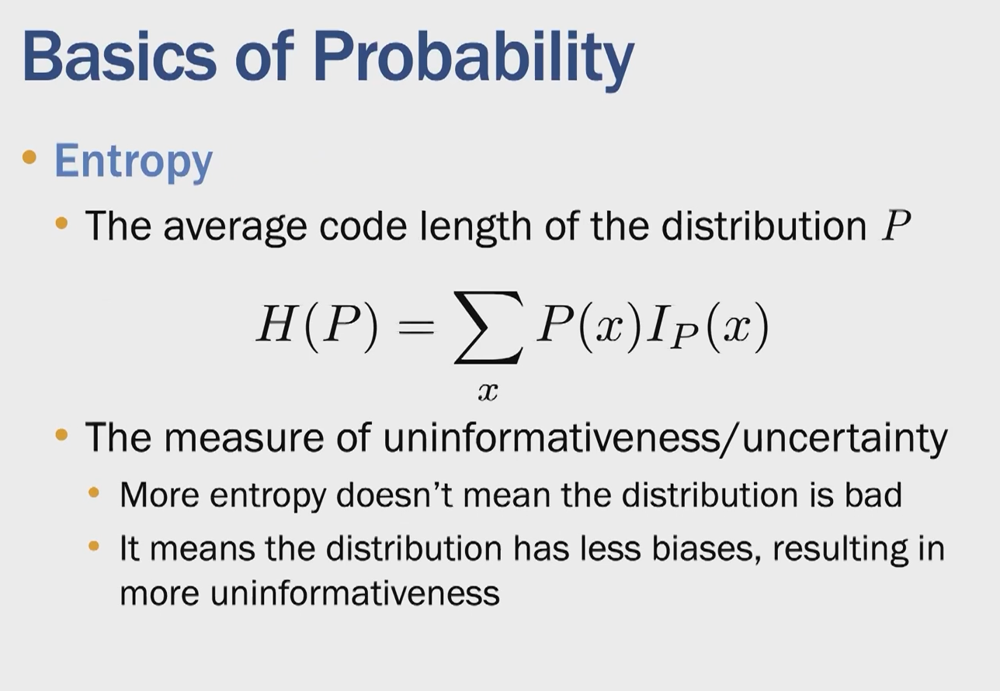 Basics of Probability
• Entropy
• The average code length of the distribution P
H(P) = ∑ P(x)I_P(x)
x
• The measure of uninformativeness/uncertainty
• More entropy doesn’t mean the distribution is bad
• It means the distribution has less biases, resulting in
more uninformativeness